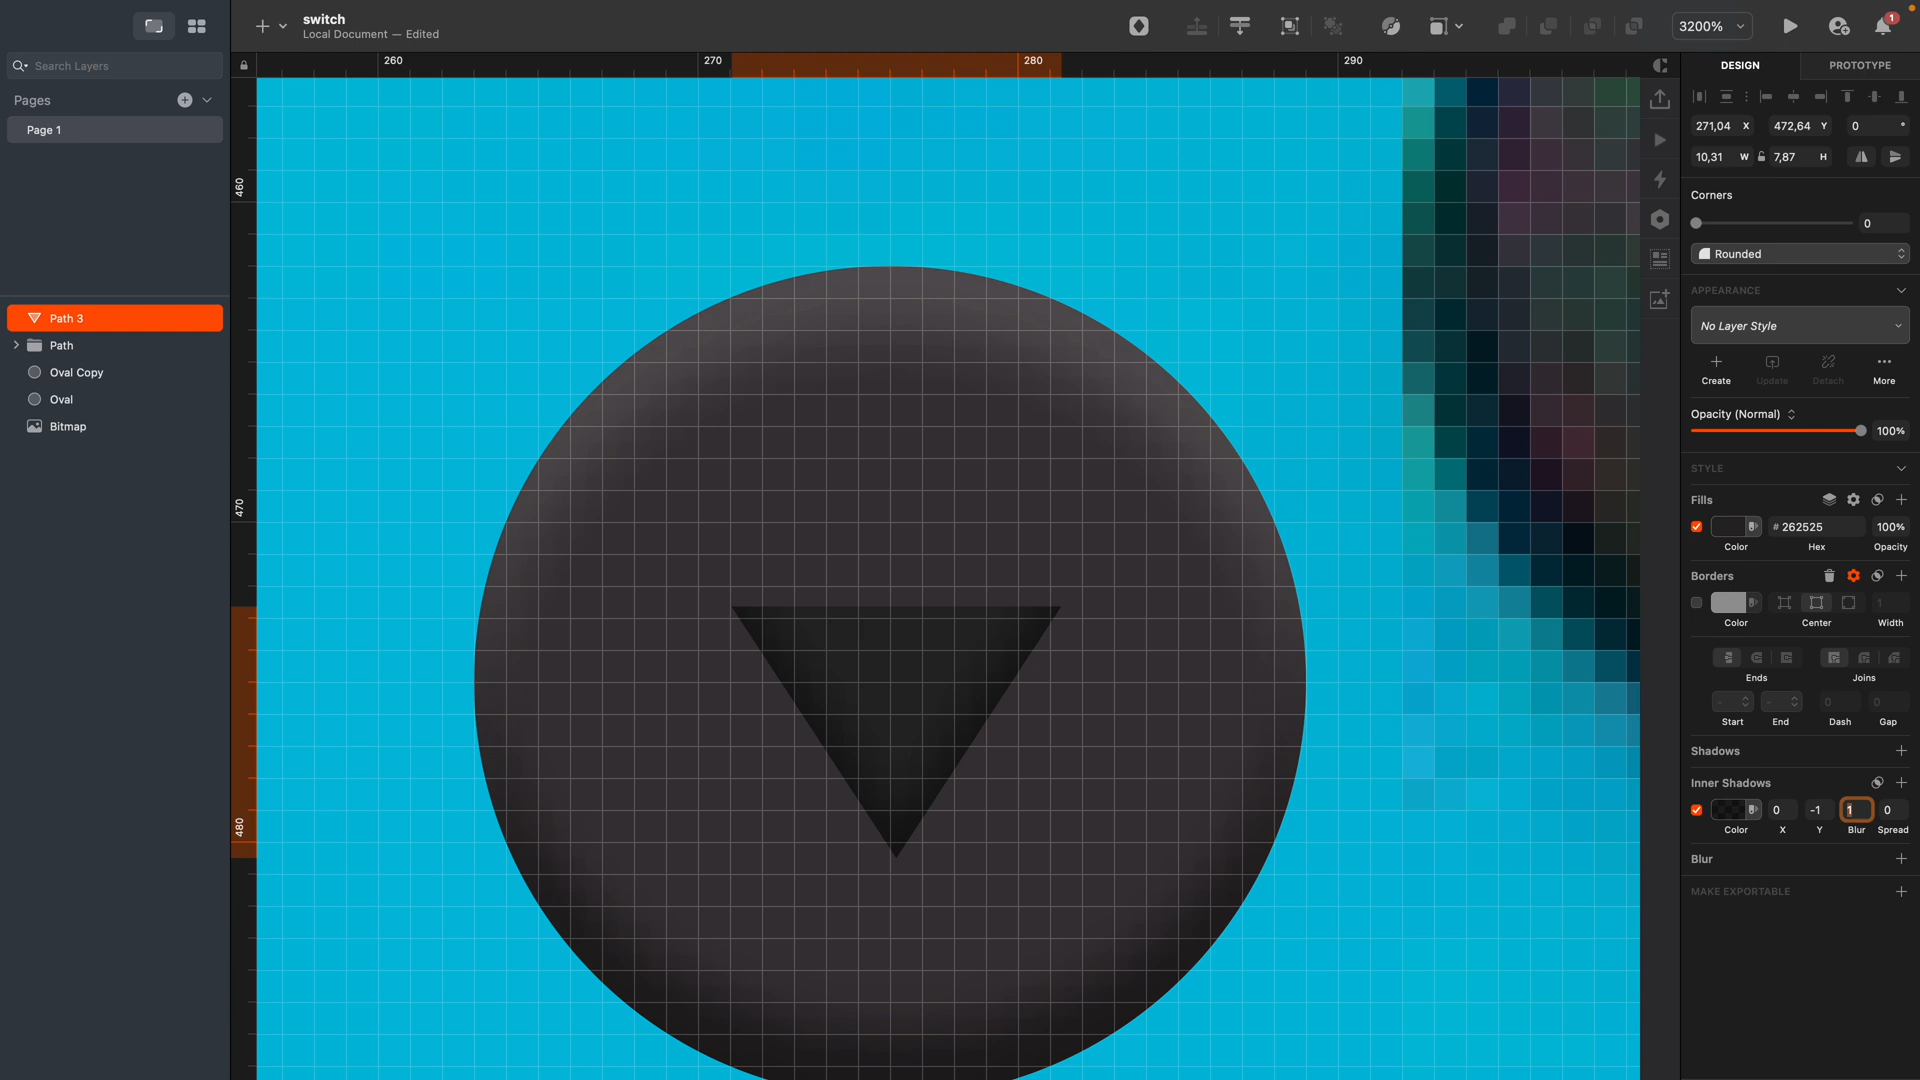 switch
Local Document — Edited
3200%
1
Search Layers
Pages
Page 1
Path 3
Path
Oval Copy
Oval
Bitmap
260
270
280
290
460
470
480
DESIGN
PROTOTYPE
271,04 X
472,64 Y
0 °
10,31 W
7,87 H
Corners
0
Rounded
APPEARANCE
No Layer Style
Create
Update
Detach
More
Opacity (Normal)
100%
STYLE
Fills
# 262525
100%
Color
Hex
Opacity
Borders
1
Color
Center
Width
Ends
Joins
-
-
0
0
Start
End
Dash
Gap
Shadows
Inner Shadows
0
-1
1
0
Color
X
Y
Blur
Spread
Blur
MAKE EXPORTABLE